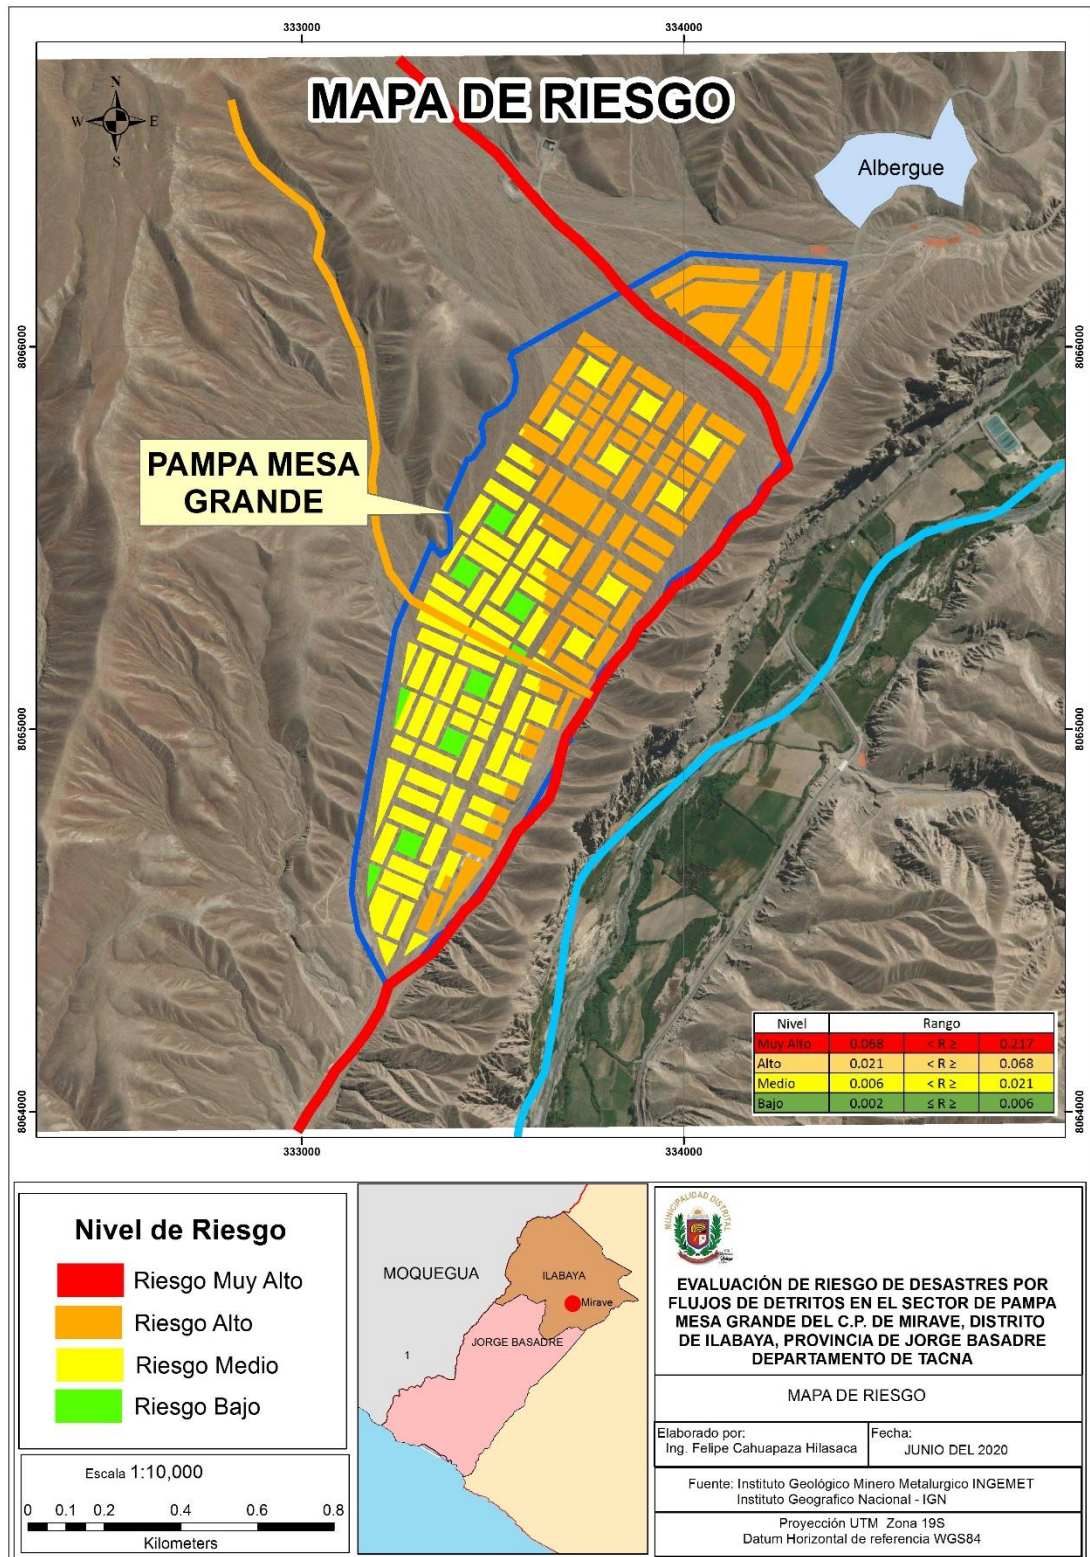 333000
334000
MAPA DE RIESGO
N
W
E
S
Albergue
8066000
8066000
PAMPA MESA
GRANDE
8065000
8065000
Nivel
Rango
Muy Alto
0.068
< R ≥
0.217
Alto
0.021
< R ≥
0.068
Medio
0.006
< R ≥
0.021
Bajo
0.002
≤ R ≥
0.006
8064000
8064000
333000
334000
Nivel de Riesgo
Riesgo Muy Alto
Riesgo Alto
Riesgo Medio
Riesgo Bajo
Escala 1:10,000
0 0.1 0.2 0.4 0.6 0.8
Kilometers
MOQUEGUA
ILABAYA
Mirave
JORGE BASADRE
1
MUNICIPALIDAD DISTRITAL
EVALUACIÓN DE RIESGO DE DESASTRES POR
FLUJOS DE DETRITOS EN EL SECTOR DE PAMPA
MESA GRANDE DEL C.P. DE MIRAVE, DISTRITO
DE ILABAYA, PROVINCIA DE JORGE BASADRE
DEPARTAMENTO DE TACNA
MAPA DE RIESGO
Elaborado por:
Ing. Felipe Cahuapaza Hilasaca
Fecha:
JUNIO DEL 2020
Fuente: Instituto Geológico Minero Metalurgico INGEMET
Instituto Geografico Nacional - IGN
Proyección UTM Zona 19S
Datum Horizontal de referencia WGS84